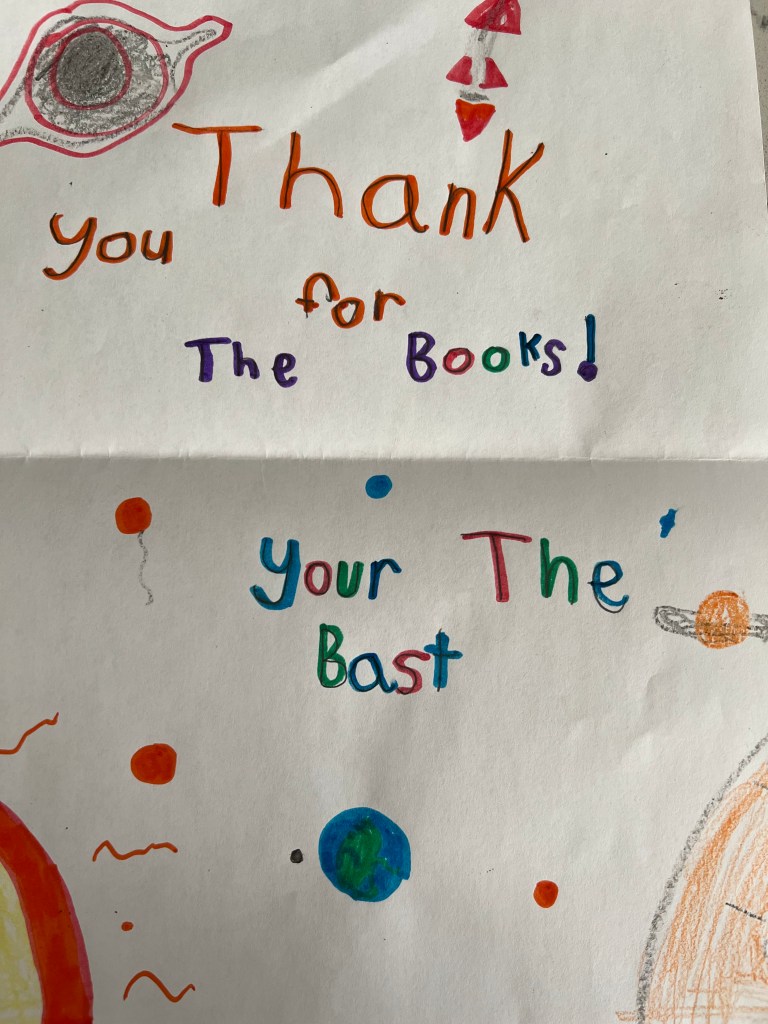 Thank
you
for
The Books!
your The
Bast